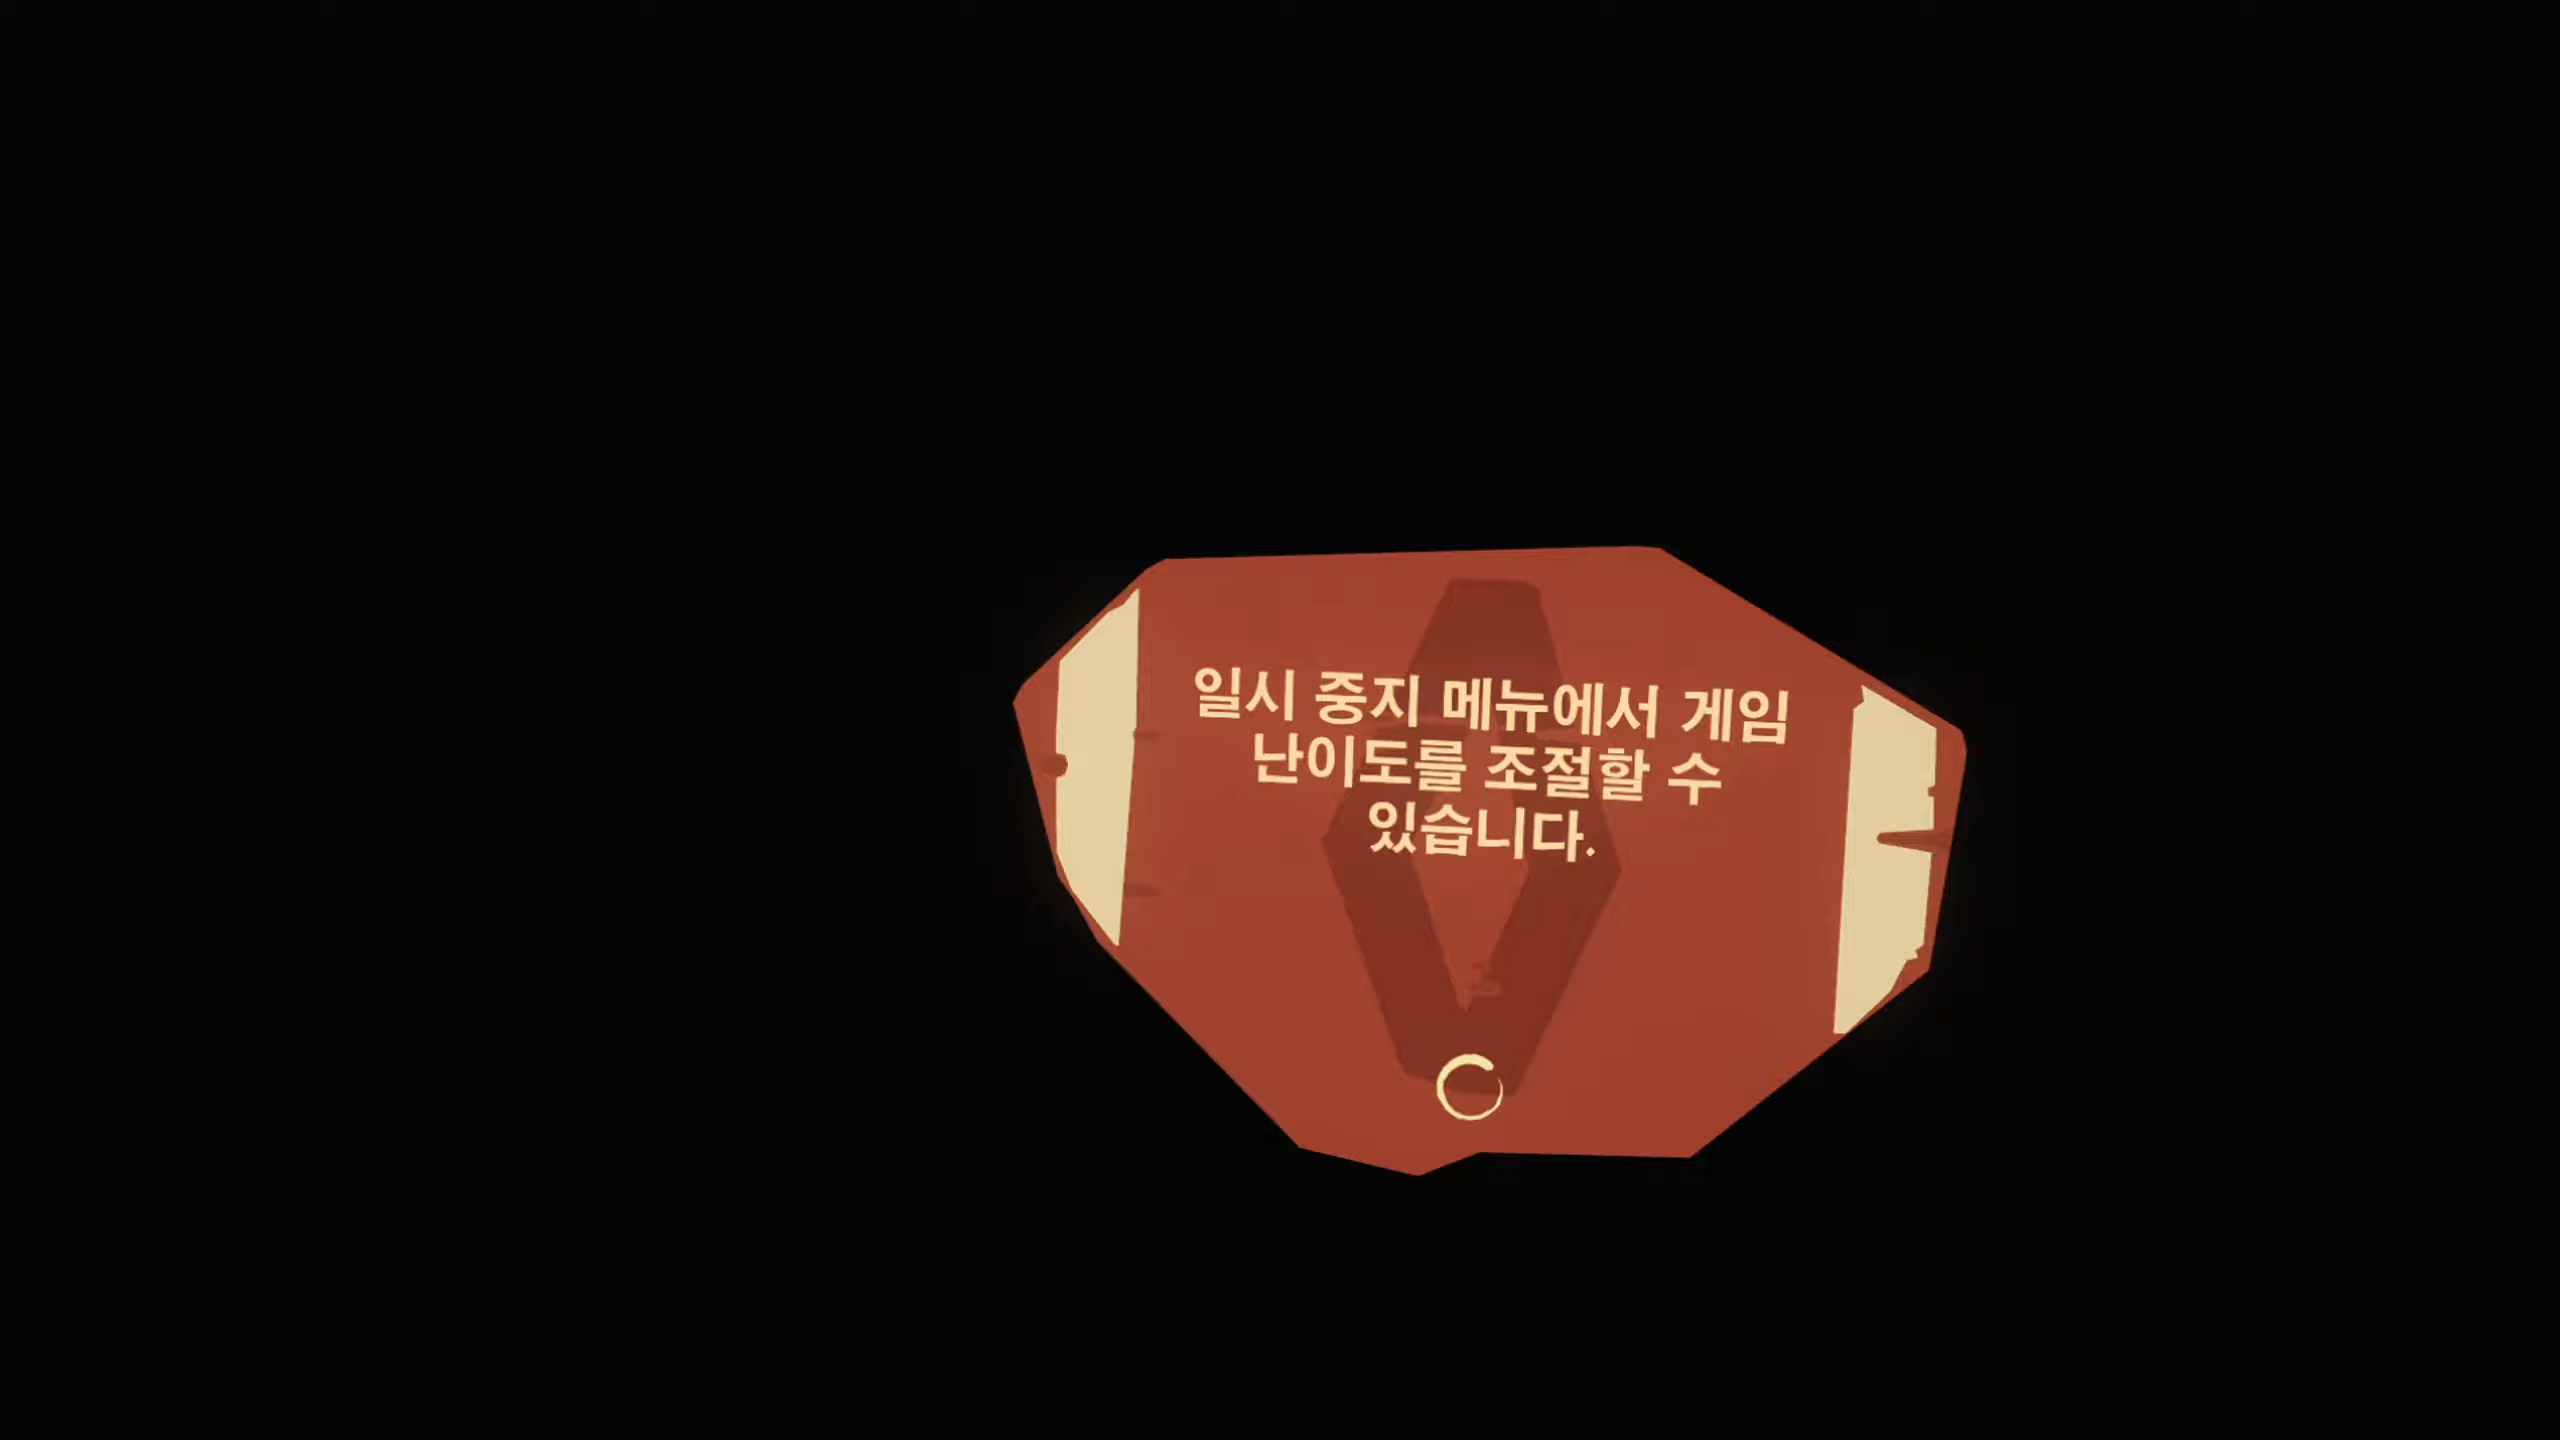 일시 중지 메뉴에서 게임
난이도를 조절할 수
있습니다.